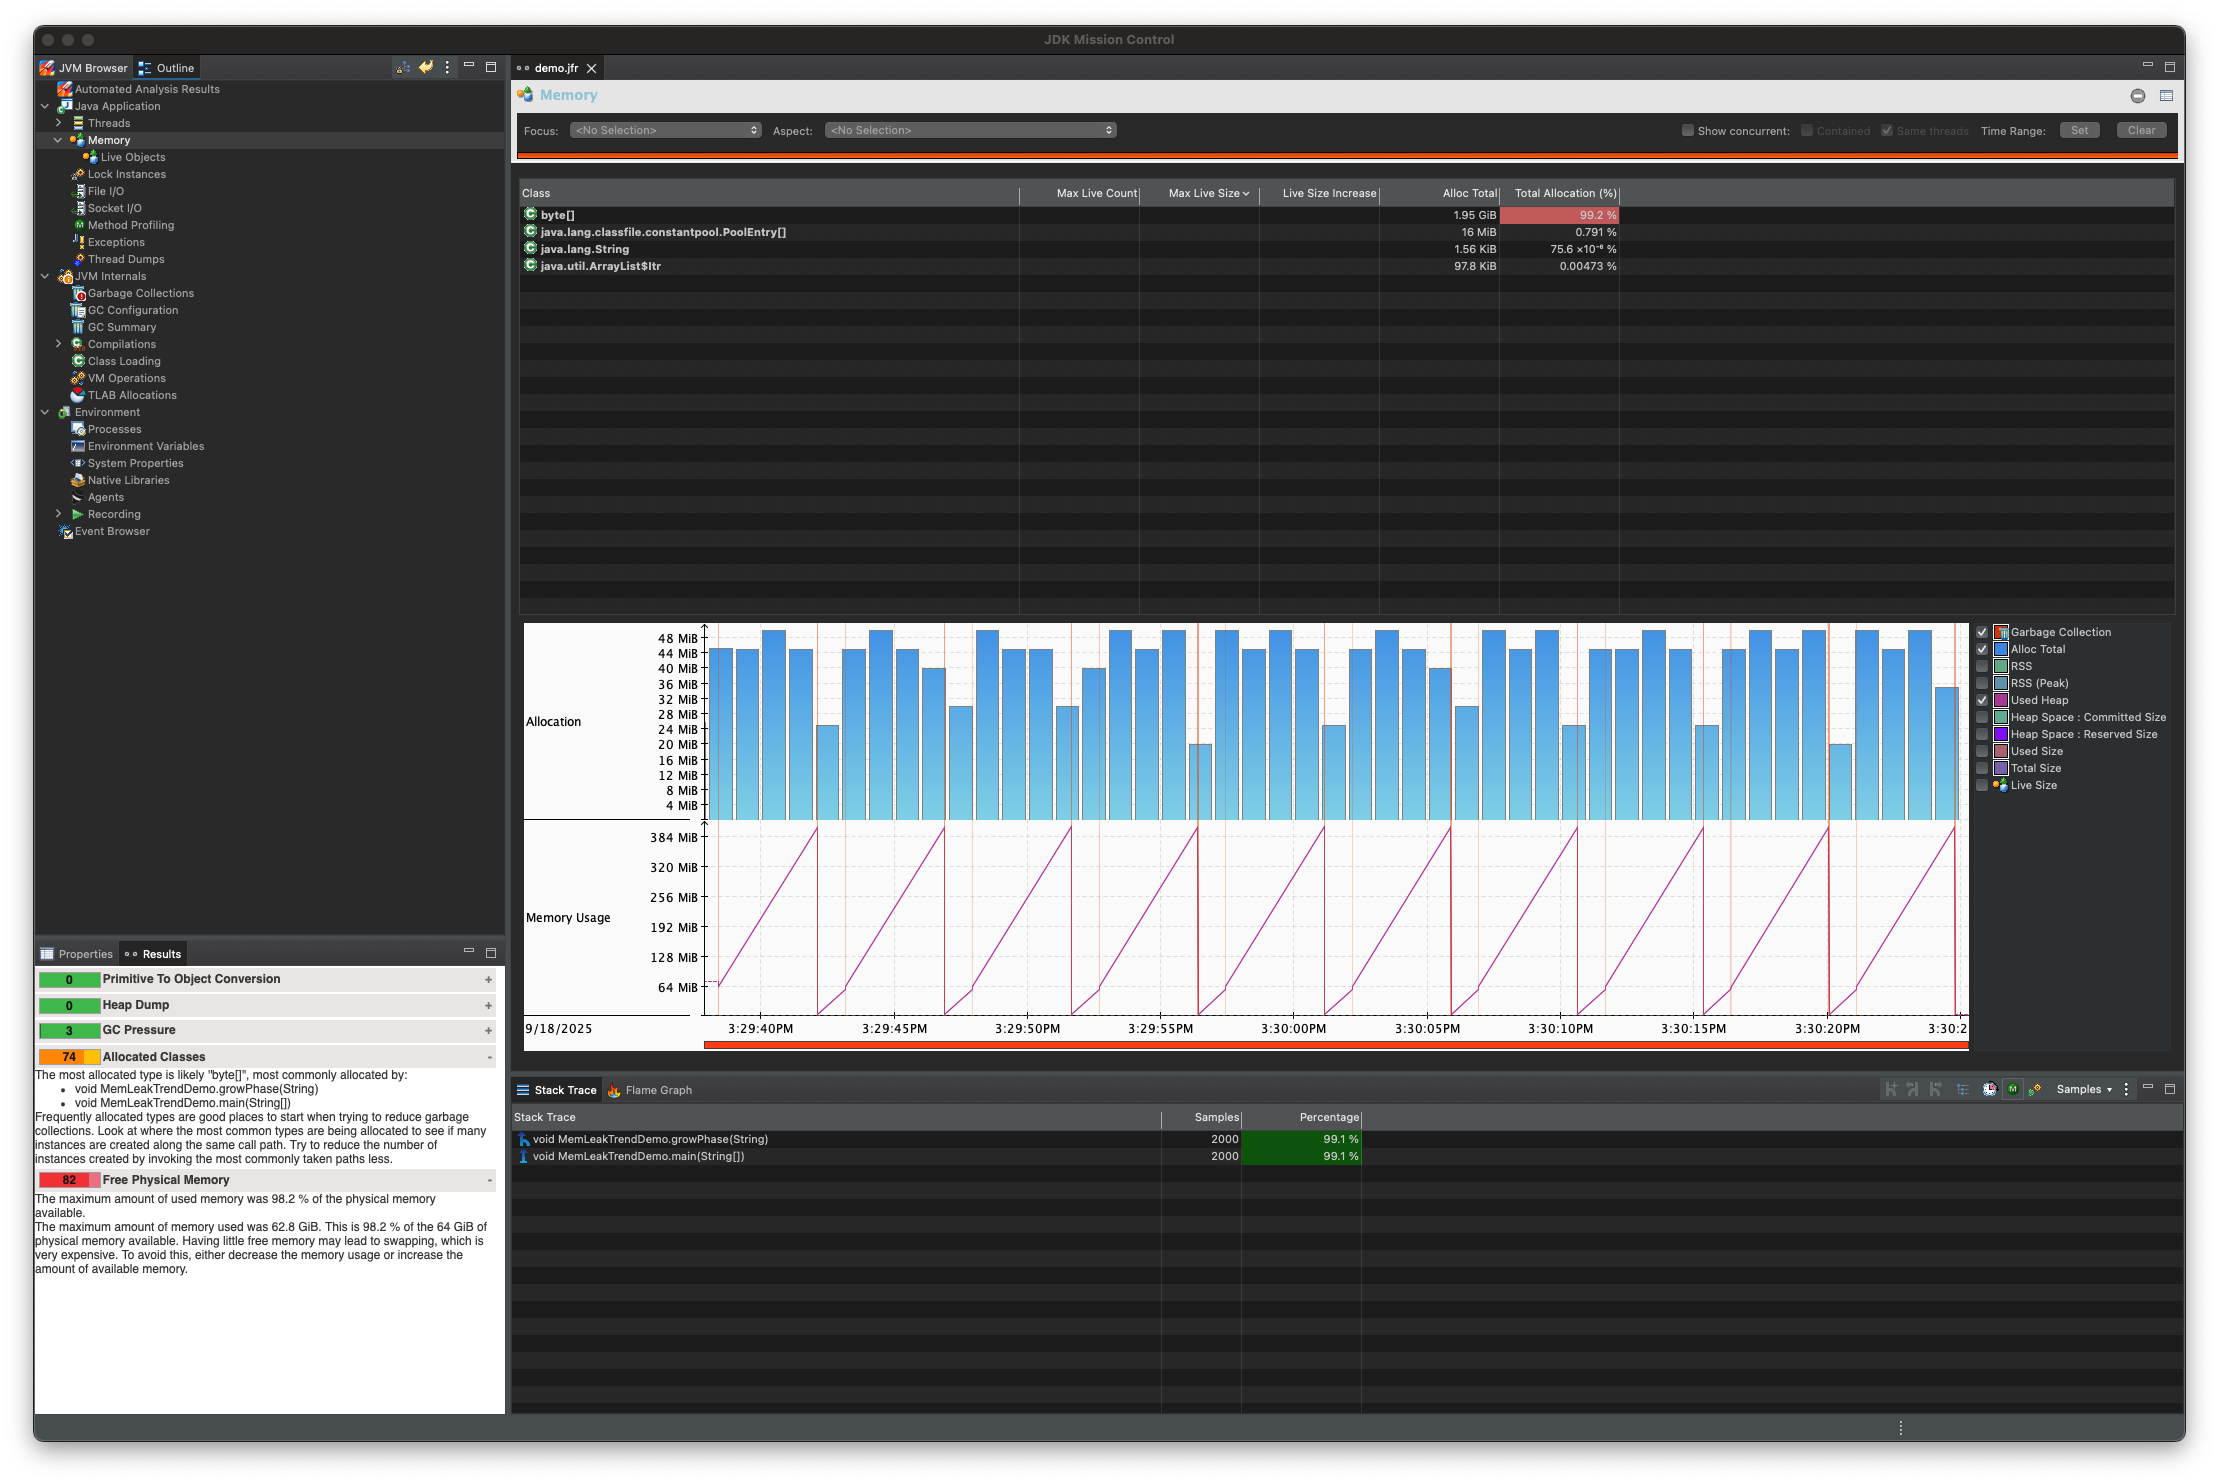 JDK Mission Control
JVM Browser
Outline
Automated Analysis Results
Java Application
Threads
Memory
Live Objects
Lock Instances
File I/O
Socket I/O
Method Profiling
Exceptions
Thread Dumps
JVM Internals
Garbage Collections
GC Configuration
GC Summary
Compilations
Class Loading
VM Operations
TLAB Allocations
Environment
Processes
Environment Variables
System Properties
Native Libraries
Agents
Recording
Event Browser
Properties
Results
0 Primitive To Object Conversion +
0 Heap Dump +
3 GC Pressure +
74 Allocated Classes -
The most allocated type is likely "byte[]", most commonly allocated by:
• void MemLeakTrendDemo.growPhase(String)
• void MemLeakTrendDemo.main(String[])
Frequently allocated types are good places to start when trying to reduce garbage
collections. Look at where the most common types are being allocated to see if many
instances are created along the same call path. Try to reduce the number of
instances created by invoking the most commonly taken paths less.
82 Free Physical Memory -
The maximum amount of used memory was 98.2 % of the physical memory
available.
The maximum amount of memory used was 62.8 GiB. This is 98.2 % of the 64 GiB of
physical memory available. Having little free memory may lead to swapping, which is
very expensive. To avoid this, either decrease the memory usage or increase the
amount of available memory.
demo.jfr
Memory
Focus: <No Selection> Aspect: <No Selection> Show concurrent: Contained Same threads Time Range: Set Clear
Class Max Live Count Max Live Size Live Size Increase Alloc Total Total Allocation (%)
byte[] 1.95 GiB 99.2 %
java.lang.classfile.constantpool.PoolEntry[] 16 MiB 0.791 %
java.lang.String 1.56 KiB 75.6 ×10⁻⁶ %
java.util.ArrayList$Itr 97.8 KiB 0.00473 %
48 MiB
44 MiB
40 MiB
36 MiB
32 MiB
28 MiB
24 MiB
20 MiB
16 MiB
12 MiB
8 MiB
4 MiB
Allocation
384 MiB
320 MiB
256 MiB
192 MiB
128 MiB
64 MiB
Memory Usage
9/18/2025 3:29:40PM 3:29:45PM 3:29:50PM 3:29:55PM 3:30:00PM 3:30:05PM 3:30:10PM 3:30:15PM 3:30:20PM 3:30:2
Garbage Collection
Alloc Total
RSS
RSS (Peak)
Used Heap
Heap Space : Committed Size
Heap Space : Reserved Size
Used Size
Total Size
Live Size
Stack Trace
Flame Graph
Samples
Stack Trace Samples Percentage
void MemLeakTrendDemo.growPhase(String) 2000 99.1 %
void MemLeakTrendDemo.main(String[]) 2000 99.1 %